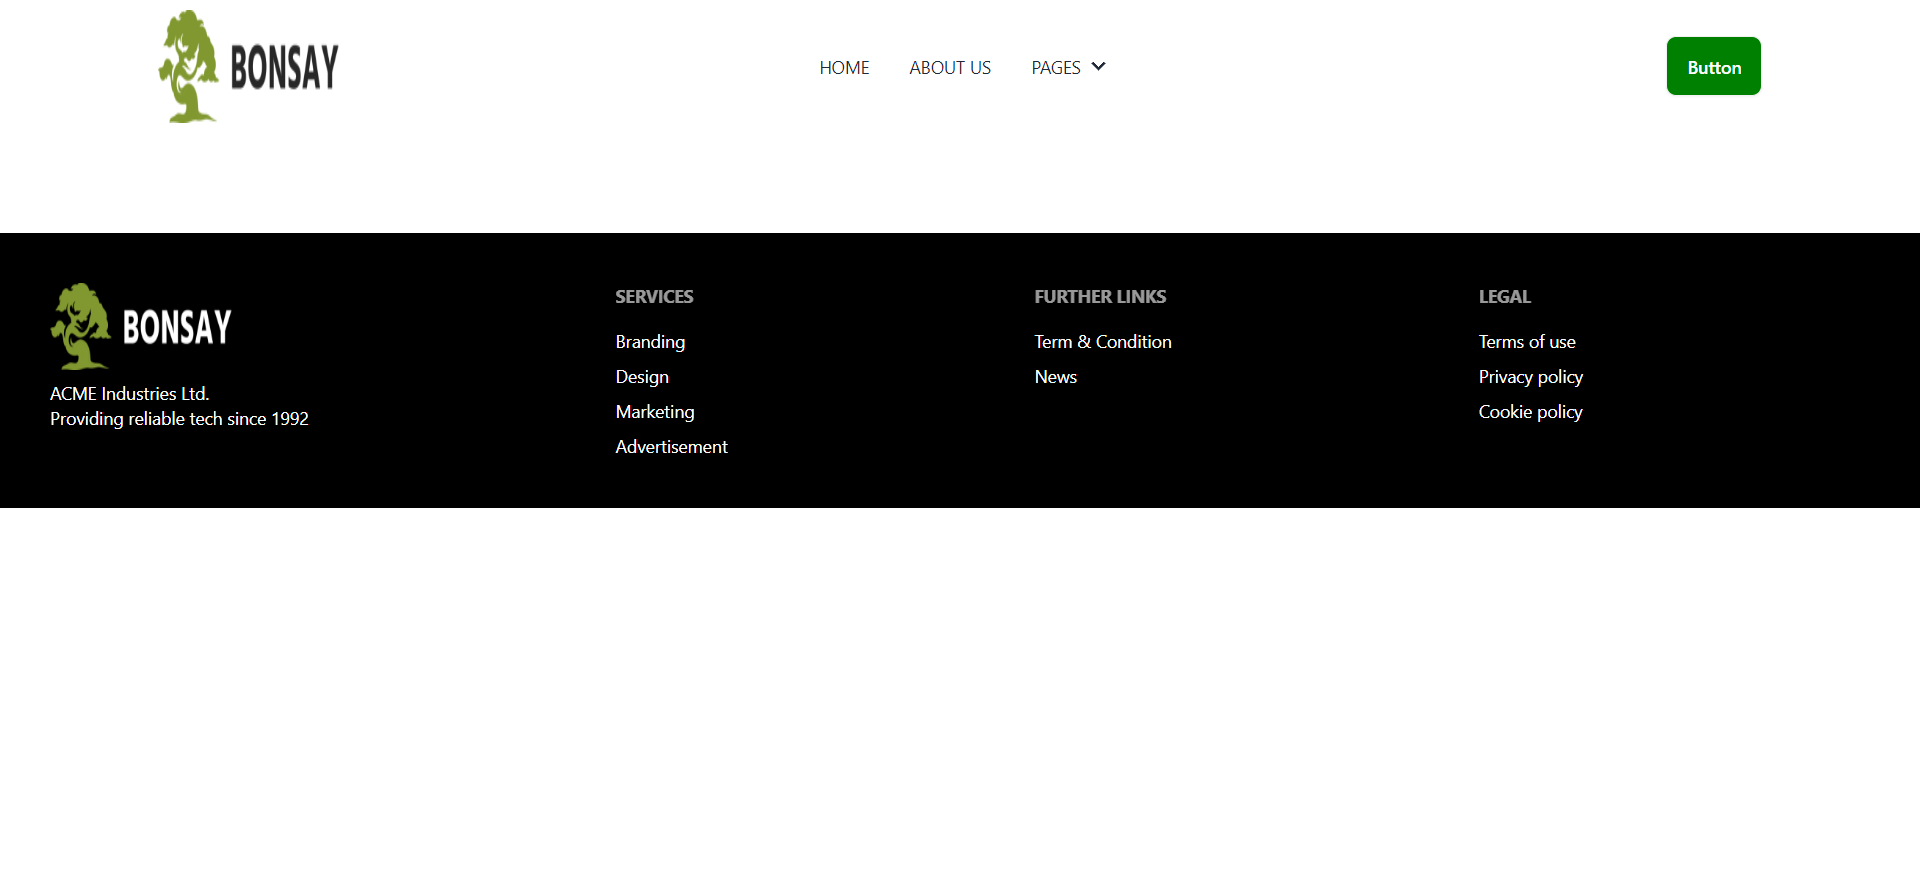 BONSAY
HOME
ABOUT US
PAGES
Button
BONSAY
ACME Industries Ltd.
Providing reliable tech since 1992
SERVICES
Branding
Design
Marketing
Advertisement
FURTHER LINKS
Term & Condition
News
LEGAL
Terms of use
Privacy policy
Cookie policy